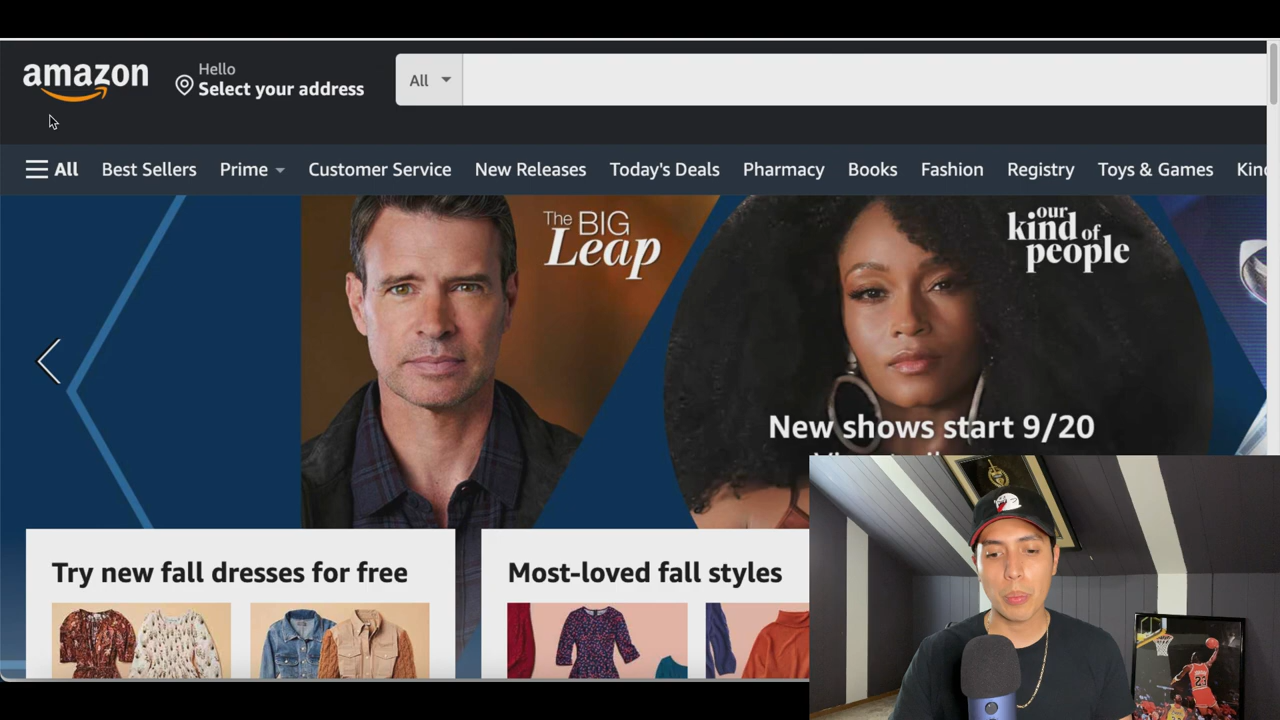 amazon
Hello
Select your address
All
All
Best Sellers
Prime
Customer Service
New Releases
Today's Deals
Pharmacy
Books
Fashion
Registry
Toys & Games
The BIG
Leap
our
kind of
people
New shows start 9/20
Try new fall dresses for free
Most-loved fall styles
23